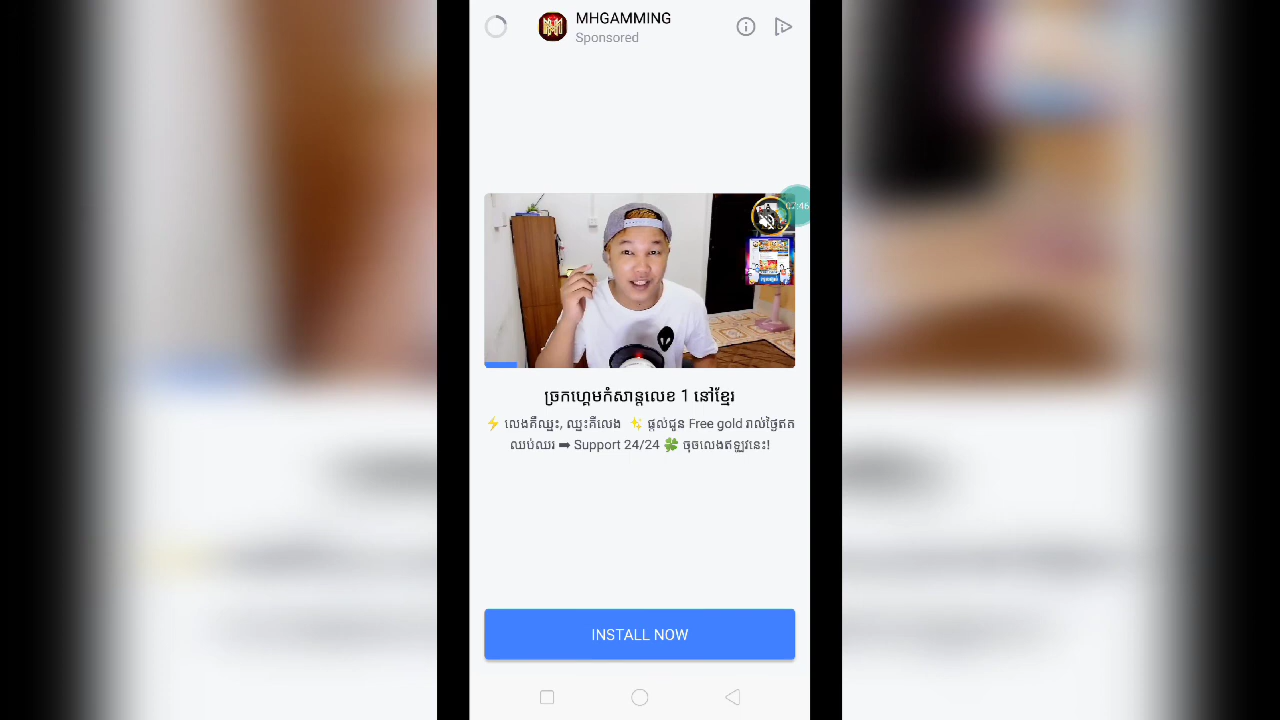 MHGAMMING
Sponsored
02:46
ច្រកហ្គេមកំសាន្តលេខ 1 នៅខ្មែរ
⚡ លេងគឺឈ្នះ, ឈ្នះគឺលេង ✨ ផ្តល់ជូន Free gold រាល់ថ្ងៃឥត
ឈប់ឈរ ➡ Support 24/24 🍀 ចុចលេងឥឡូវនេះ!
INSTALL NOW